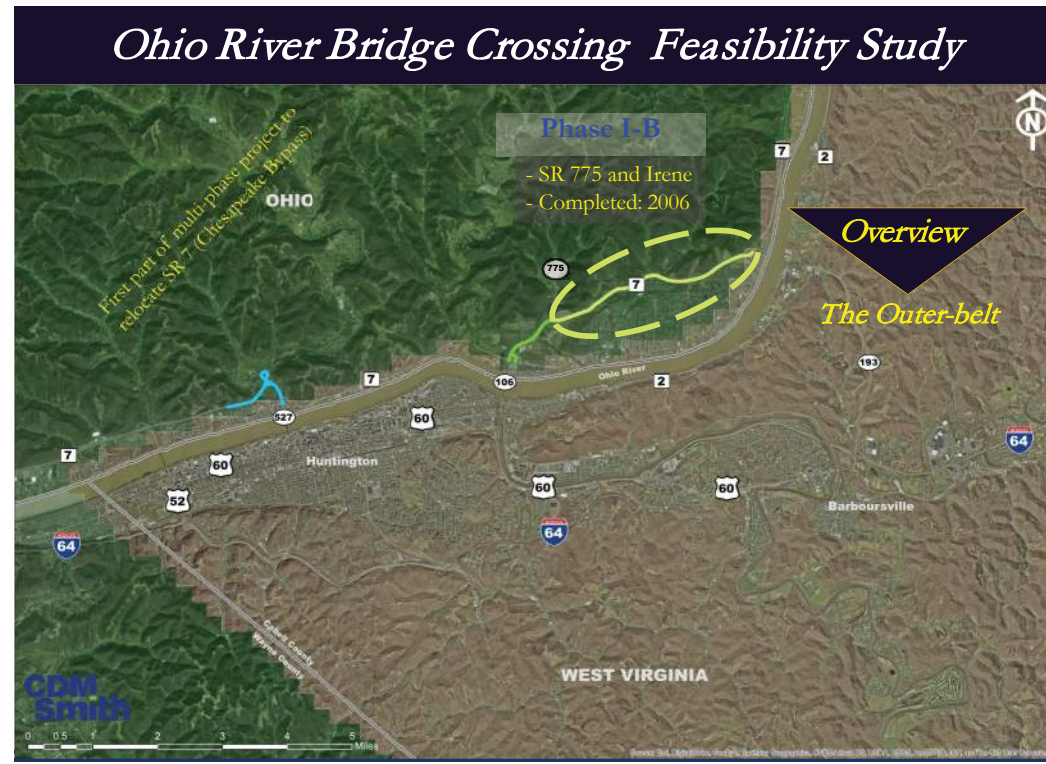 Ohio River Bridge Crossing Feasibility Study
First part of multi-phase project to
relocate SR 7 (Chesapeake Bypass)
OHIO
Phase I-B
- SR 775 and Irene
- Completed: 2006
N
7
2
Overview
The Outer-belt
775
7
7
106
Ohio River
2
193
527
60
64
7
60
Huntington
52
60
60
Barboursville
64
64
Cabell County
Wayne County
WEST VIRGINIA
CDM
Smith
0 0.5 1 2 3 4 5
Miles